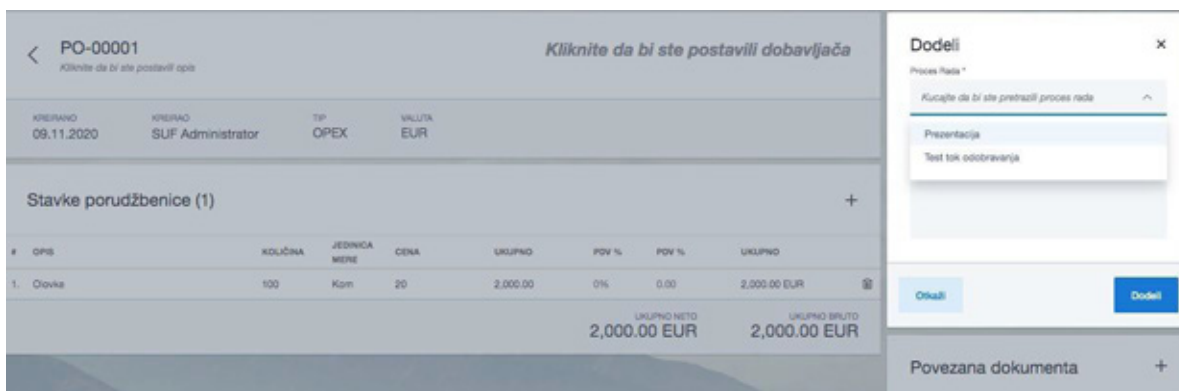 PO-00001
Kliknite da bi ste postavili opis
Kliknite da bi ste postavili dobavljača
KREIRANO KREIRAO TIP VALUTA
09.11.2020 SUF Administrator OPEX EUR
Stavke porudžbenice (1)
# OPIS KOLIČINA JEDINICA MERE CENA UKUPNO PDV % PDV % UKUPNO
1. Olovka 100 Kom 20 2,000.00 0% 0.00 2,000.00 EUR
UKUPNO NETO UKUPNO BRUTO
2,000.00 EUR 2,000.00 EUR
Dodeli
Proces Rada *
Kucajte da bi ste pretrazili proces rada
Prezentacija
Test tok odobravanja
Otkaži Dodeli
Povezana dokumenta